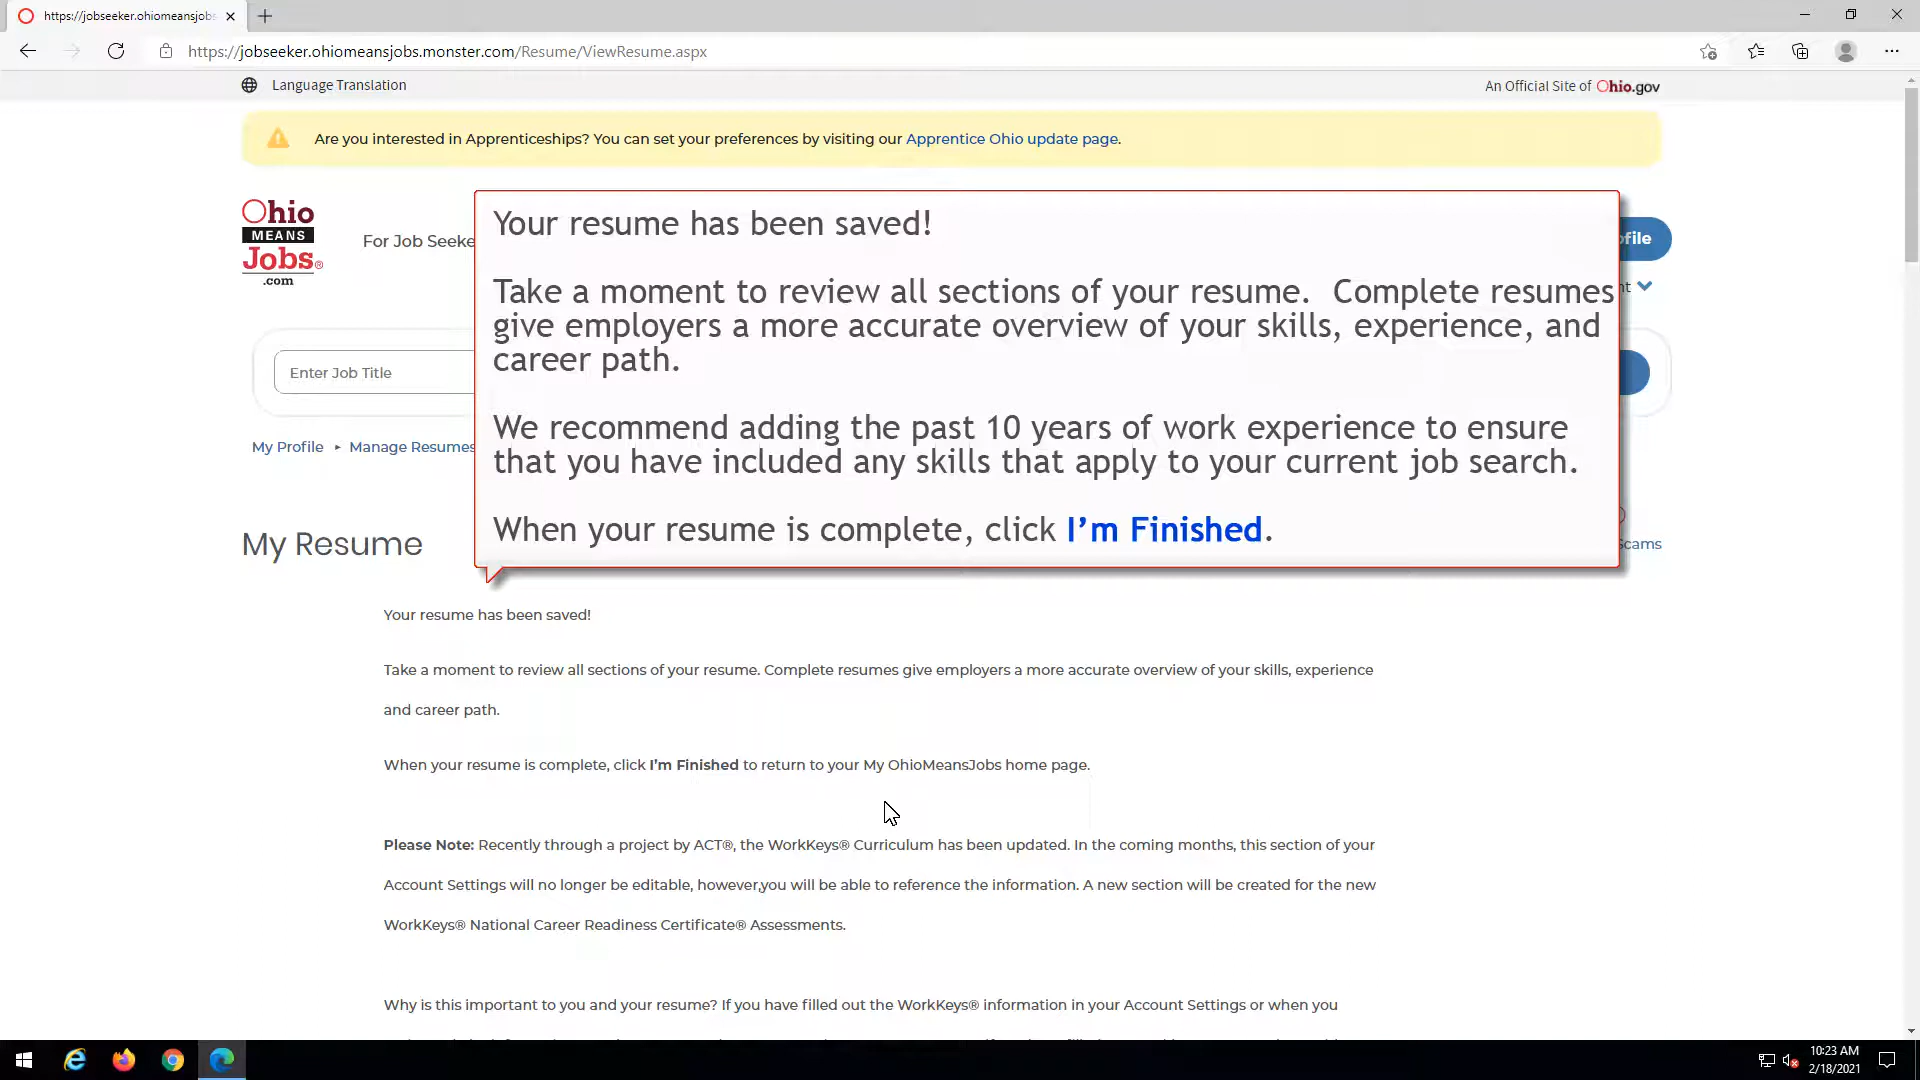 https://jobseeker.ohiomeansjobs
https://jobseeker.ohiomeansjobs.monster.com/Resume/ViewResume.aspx
Language Translation
An Official Site of Ohio.gov
Are you interested in Apprenticeships? You can set your preferences by visiting our Apprentice Ohio update page.
Ohio
MEANS
Jobs®
.com
For Job Seeke
ofile
nt
Enter Job Title
My Profile ▸ Manage Resumes
Your resume has been saved!
Take a moment to review all sections of your resume. Complete resumes
give employers a more accurate overview of your skills, experience, and
career path.
We recommend adding the past 10 years of work experience to ensure
that you have included any skills that apply to your current job search.
When your resume is complete, click I'm Finished.
My Resume
Scams
Your resume has been saved!
Take a moment to review all sections of your resume. Complete resumes give employers a more accurate overview of your skills, experience
and career path.
When your resume is complete, click I'm Finished to return to your My OhioMeansJobs home page.
Please Note: Recently through a project by ACT®, the WorkKeys® Curriculum has been updated. In the coming months, this section of your
Account Settings will no longer be editable, however,you will be able to reference the information. A new section will be created for the new
WorkKeys® National Career Readiness Certificate® Assessments.
Why is this important to you and your resume? If you have filled out the WorkKeys® information in your Account Settings or when you
10:23 AM
2/18/2021